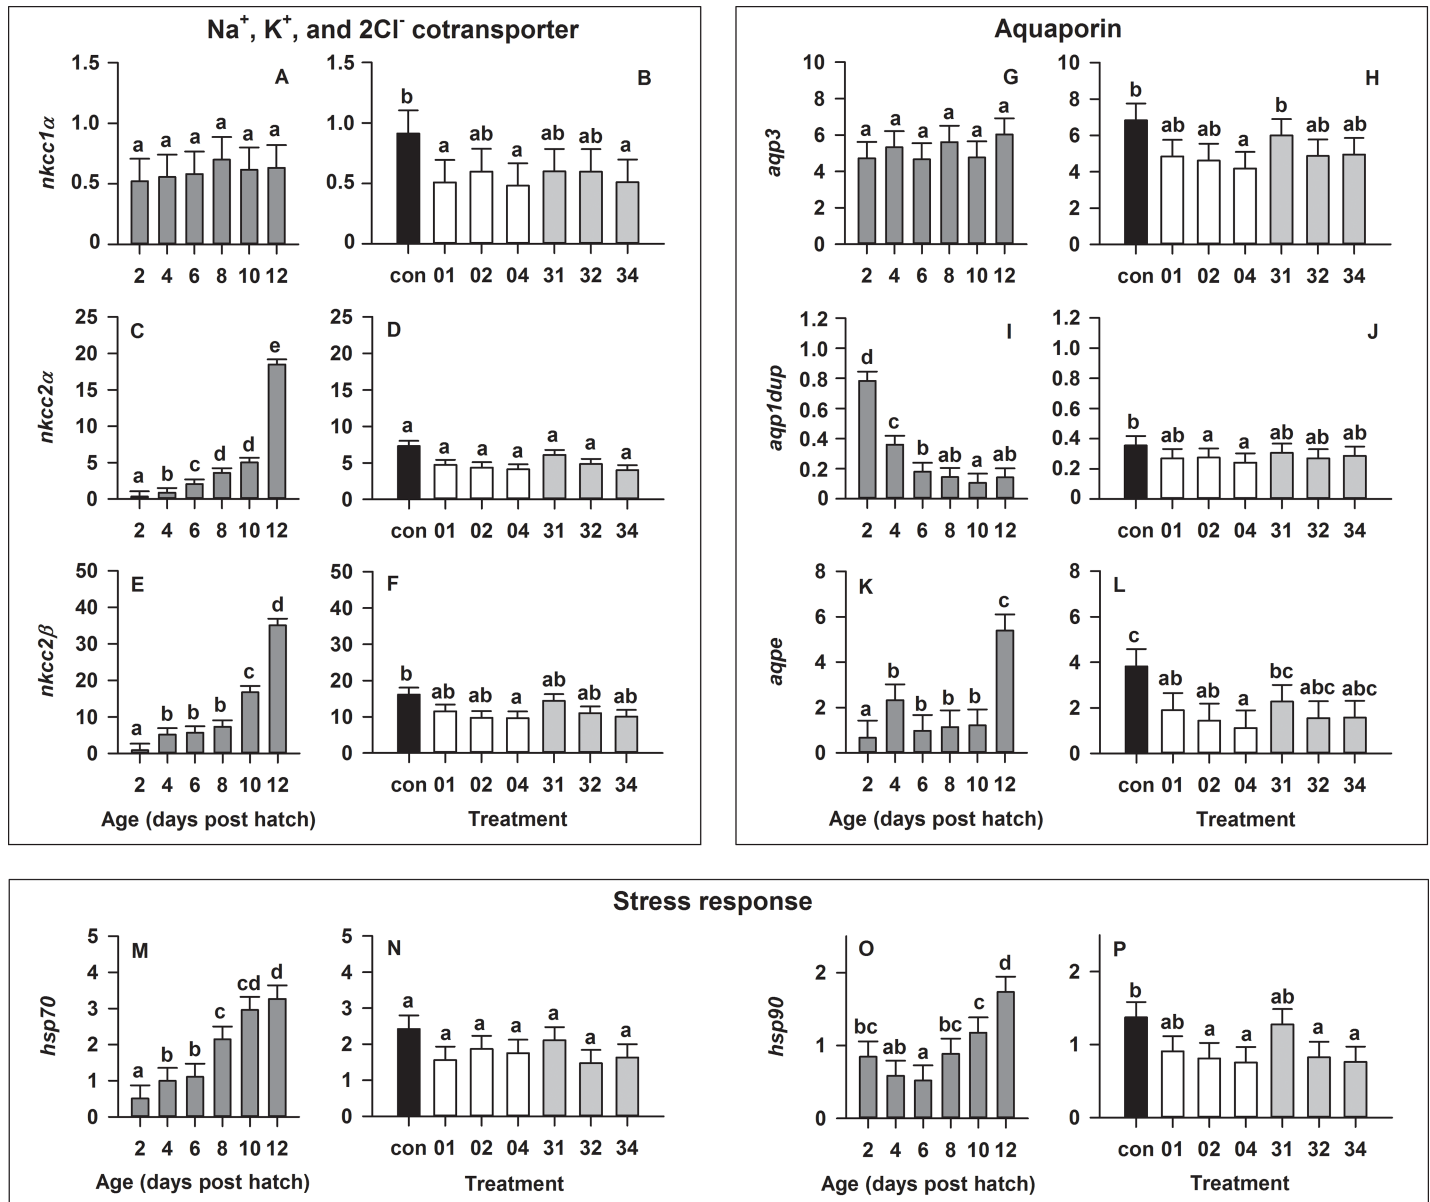 Na+, K+, and 2Cl- cotransporter
nkcc1α
1.5
1.0
0.5
0
A
a a a a a a
2 4 6 8 10 12
1.5
1.0
0.5
0
B
b a ab a ab ab a
con 01 02 04 31 32 34
nkcc2α
25
20
15
10
5
0
C
a b c d d e
2 4 6 8 10 12
25
20
15
10
5
0
D
a a a a a a a
con 01 02 04 31 32 34
nkcc2β
50
40
30
20
10
0
E
a b b b c d
2 4 6 8 10 12
Age (days post hatch)
50
40
30
20
10
0
F
b ab ab a ab ab ab
con 01 02 04 31 32 34
Treatment
Aquaporin
aqp3
10
8
6
4
2
0
G
a a a a a a
2 4 6 8 10 12
10
8
6
4
2
0
H
b ab ab a b ab ab
con 01 02 04 31 32 34
aqp1dup
1.2
1.0
0.8
0.6
0.4
0.2
0
I
d c b ab a ab
2 4 6 8 10 12
1.2
1.0
0.8
0.6
0.4
0.2
0
J
b ab a a ab ab ab
con 01 02 04 31 32 34
aqpe
8
6
4
2
0
K
a b b b b c
2 4 6 8 10 12
Age (days post hatch)
8
6
4
2
0
L
c ab ab a bc abc abc
con 01 02 04 31 32 34
Treatment
Stress response
hsp70
5
4
3
2
1
0
M
a b b c cd d
2 4 6 8 10 12
Age (days post hatch)
5
4
3
2
1
0
N
a a a a a a a
con 01 02 04 31 32 34
Treatment
hsp90
2
1
0
O
bc ab a bc c d
2 4 6 8 10 12
Age (days post hatch)
2
1
0
P
b ab a a ab a a
con 01 02 04 31 32 34
Treatment